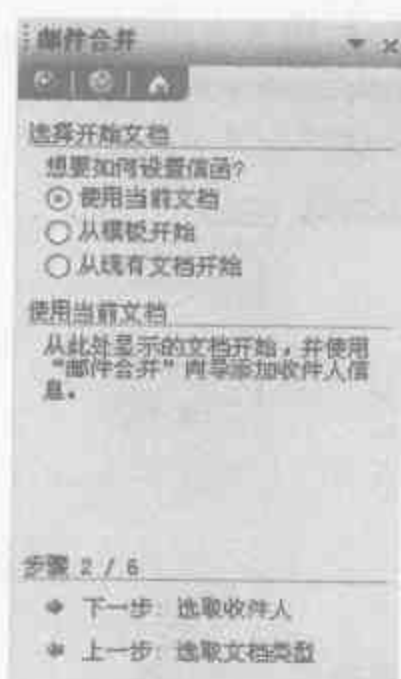 邮件合并
选择开始文档
想要如何设置信函?
使用当前文档
从模板开始
从现有文档开始
使用当前文档
从此处显示的文档开始，并使用
“邮件合并”向导添加收件人信
息。
步骤 2 / 6
下一步: 选取收件人
上一步: 选取文档类型